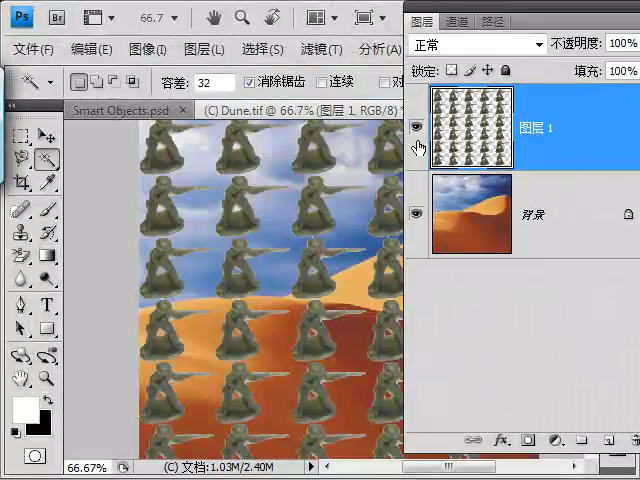 Ps Br 66.7
图层 通道 路径
文件(F) 编辑(E) 图像(I) 图层(L) 选择(S) 滤镜(T) 分析(A)
正常 不透明度: 100%
容差: 32 消除锯齿 连续 对
锁定: 填充: 100%
Smart Objects.psd × (C) Dune.tif @ 66.7% (图层 1, RGB/8) *
图层 1
背景
T
fx
66.67% (C) 文档:1.03M/2.40M